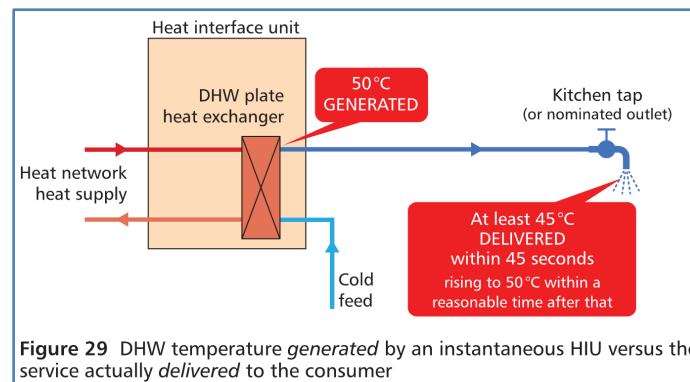 Heat interface unit
DHW plate
heat exchanger
50°C
GENERATED
Kitchen tap
(or nominated outlet)
Heat network
heat supply
At least 45°C
DELIVERED
within 45 seconds
rising to 50°C within a
reasonable time after that
Cold
feed
Figure 29 DHW temperature generated by an instantaneous HIU versus the
service actually delivered to the consumer